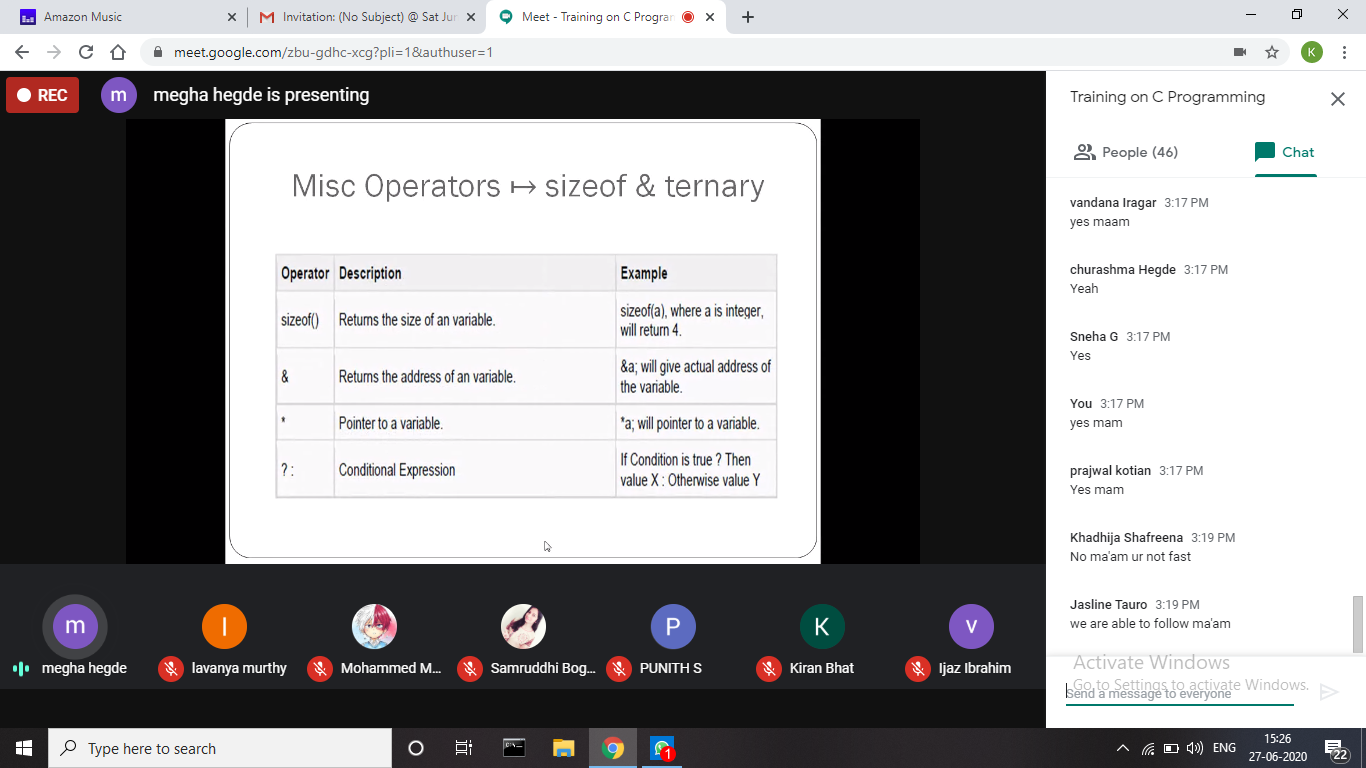 Amazon Music
Invitation: (No Subject) @ Sat Jun
Meet - Training on C Program
meet.google.com/zbu-gdhc-xcg?pli=1&authuser=1
K
REC
m
megha hegde is presenting
Misc Operators ↦ sizeof & ternary
Operator Description Example
sizeof() Returns the size of an variable. sizeof(a), where a is integer,
will return 4.
& Returns the address of an variable. &a; will give actual address of
the variable.
* Pointer to a variable. *a; will pointer to a variable.
? : Conditional Expression If Condition is true ? Then
value X : Otherwise value Y
m
l
P
K
v
megha hegde
lavanya murthy
Mohammed M...
Samruddhi Bog...
PUNITH S
Kiran Bhat
Ijaz Ibrahim
Training on C Programming
People (46)
Chat
vandana Iragar 3:17 PM
yes maam
churashma Hegde 3:17 PM
Yeah
Sneha G 3:17 PM
Yes
You 3:17 PM
yes mam
prajwal kotian 3:17 PM
Yes mam
Khadhija Shafreena 3:19 PM
No ma'am ur not fast
Jasline Tauro 3:19 PM
we are able to follow ma'am
Activate Windows
Go to Settings to activate Windows.
Send a message to everyone
Type here to search
1
ENG
15:26
27-06-2020
22